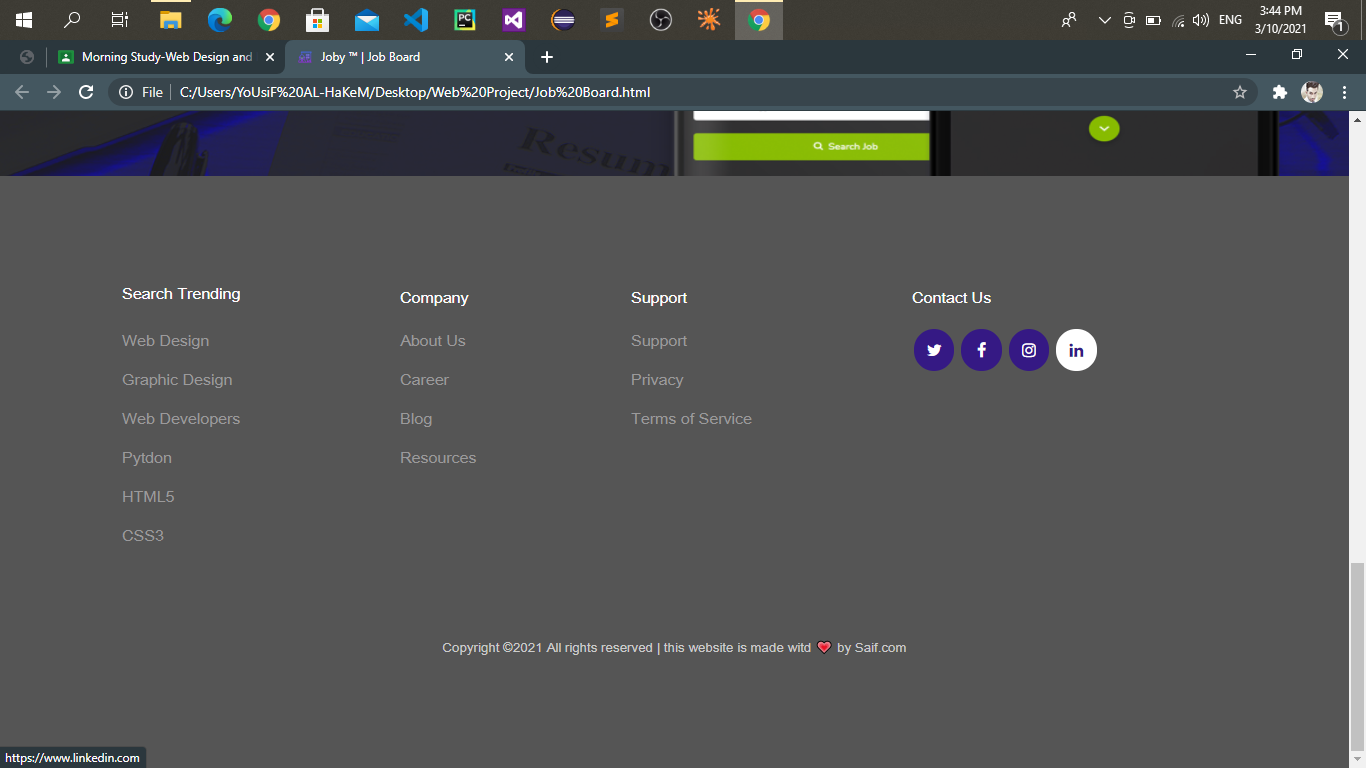 PC
ENG
3:44 PM
3/10/2021
1
Morning Study-Web Design and
Joby ™ | Job Board
File
C:/Users/YoUsiF%20AL-HaKeM/Desktop/Web%20Project/Job%20Board.html
Resum
Search Job
Search Trending
Web Design
Graphic Design
Web Developers
Pytdon
HTML5
CSS3
Company
About Us
Career
Blog
Resources
Support
Support
Privacy
Terms of Service
Contact Us
in
Copyright ©2021 All rights reserved | this website is made witd ❤ by Saif.com
https://www.linkedin.com